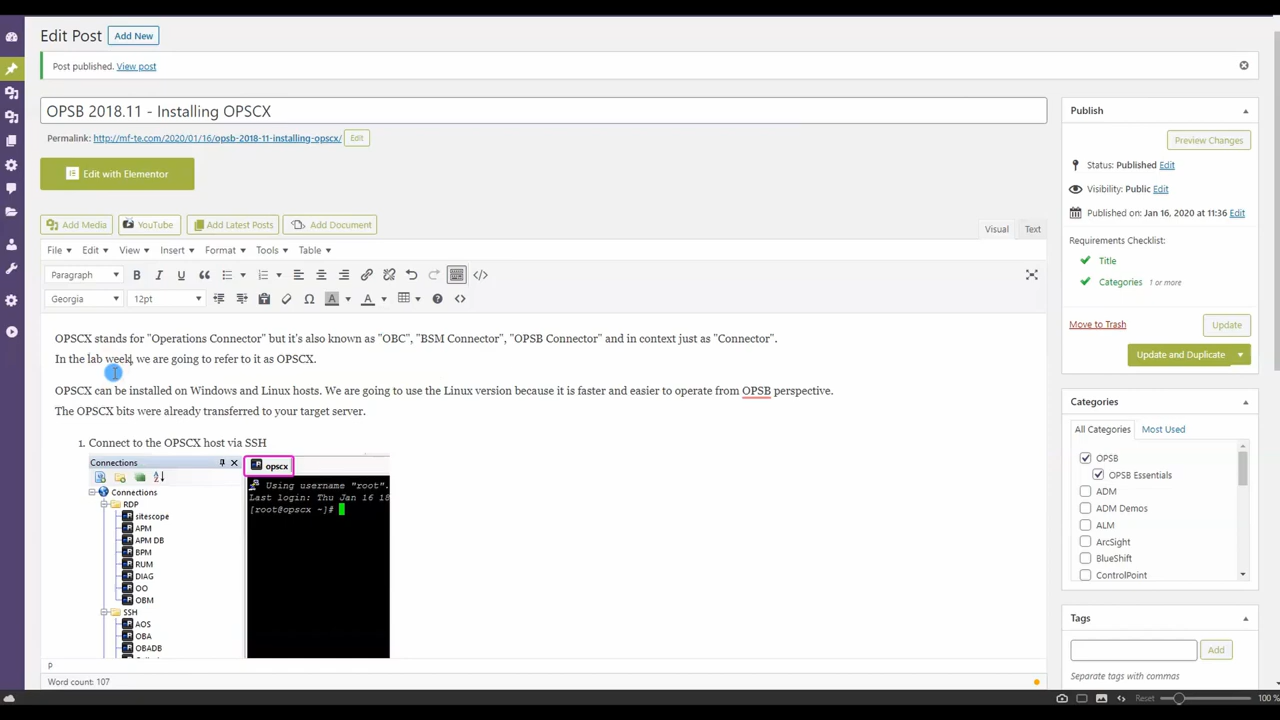 Edit Post
Add New
Post published. View post
OPSB 2018.11 - Installing OPSCX
Permalink: http://mf-te.com/2020/01/16/opsb-2018-11-installing-opscx/ Edit
Edit with Elementor
Add Media
YouTube
Add Latest Posts
Add Document
Visual
Text
File
Edit
View
Insert
Format
Tools
Table
Paragraph
B
I
U
Georgia
12pt
A
A
OPSCX stands for "Operations Connector" but it's also known as "OBC", "BSM Connector", "OPSB Connector" and in context just as "Connector".
In the lab week, we are going to refer to it as OPSCX.
OPSCX can be installed on Windows and Linux hosts. We are going to use the Linux version because it is faster and easier to operate from OPSB perspective.
The OPSCX bits were already transferred to your target server.
1. Connect to the OPSCX host via SSH
Connections
Connections
RDP
sitescope
APM
APM DB
BPM
RUM
DIAG
OO
OBM
SSH
AOS
OBA
OBADB
opscx
Using username "root".
Last login: Thu Jan 16 18
[root@opscx ~]#
P
Word count: 107
Publish
Preview Changes
Status: Published Edit
Visibility: Public Edit
Published on: Jan 16, 2020 at 11:36 Edit
Requirements Checklist:
Title
Categories 1 or more
Move to Trash
Update
Update and Duplicate
Categories
All Categories
Most Used
OPSB
OPSB Essentials
ADM
ADM Demos
ALM
ArcSight
BlueShift
ControlPoint
Tags
Add
Separate tags with commas
Reset
100 %